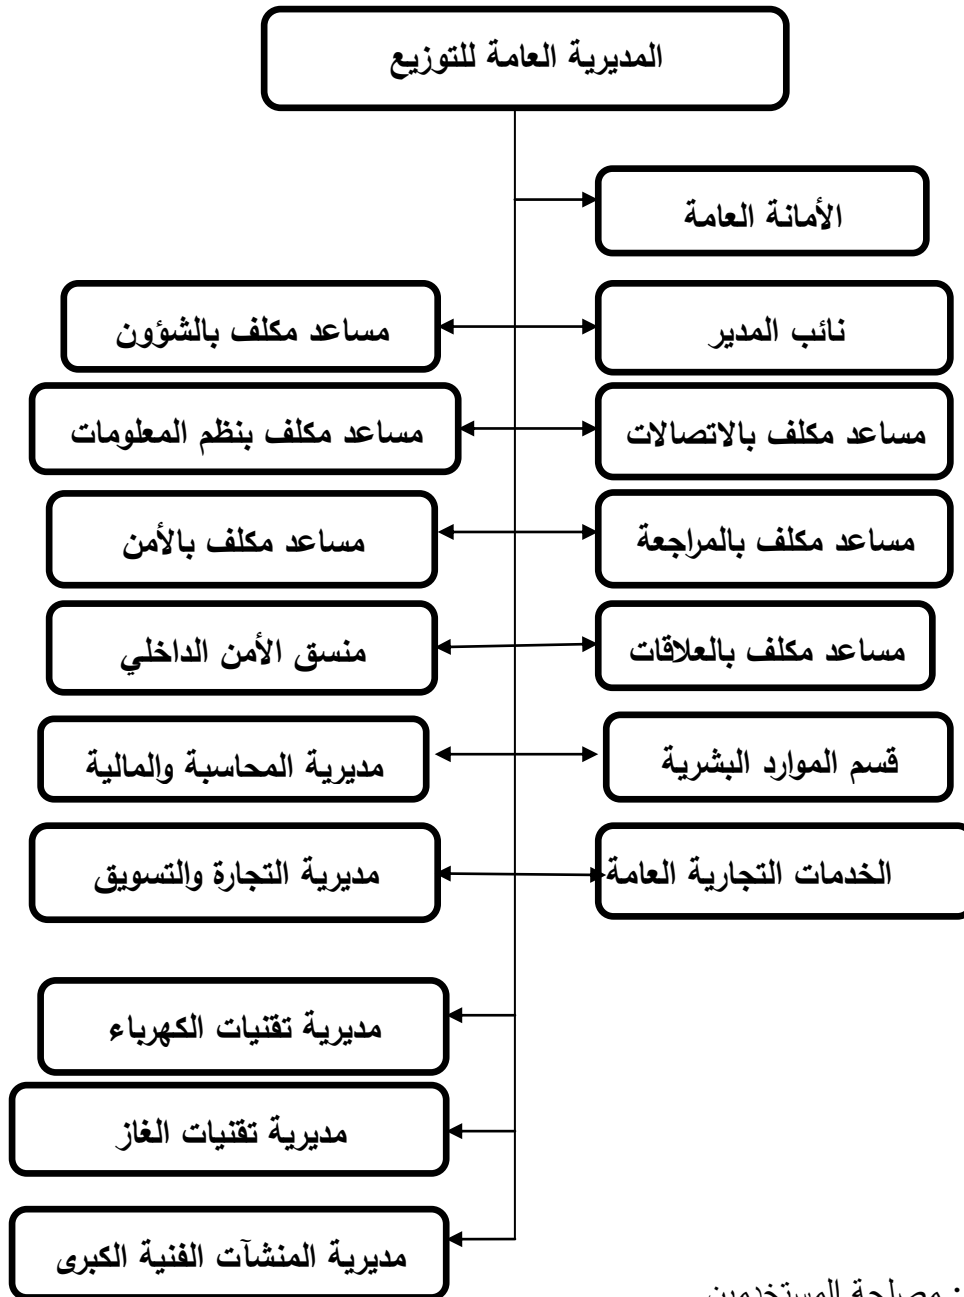 المديرية العامة للتوزيع
الأمانة العامة
نائب المدير
مساعد مكلف بالشؤون
مساعد مكلف بالاتصالات
مساعد مكلف بنظم المعلومات
مساعد مكلف بالمراجعة
مساعد مكلف بالأمن
مساعد مكلف بالعلاقات
منسق الأمن الداخلي
قسم الموارد البشرية
مديرية المحاسبة والمالية
الخدمات التجارية العامة
مديرية التجارة والتسويق
مديرية تقنيات الكهرباء
مديرية تقنيات الغاز
مديرية المنشآت الفنية الكبرى
: مصلحة المستخدمين